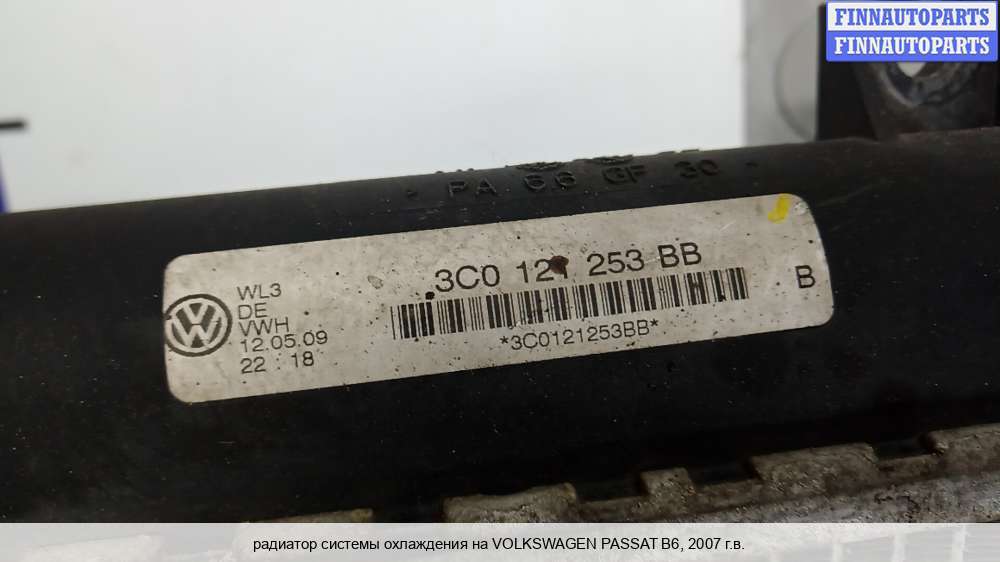 FINNAUTOPARTS
FINNAUTOPARTS
PA 66 GF 30
3C0 121 253 BB
WL3
DE
VWH
12.05.09
22 : 18
B
*3C0121253BB*
радиатор системы охлаждения на VOLKSWAGEN PASSAT B6, 2007 г.в.